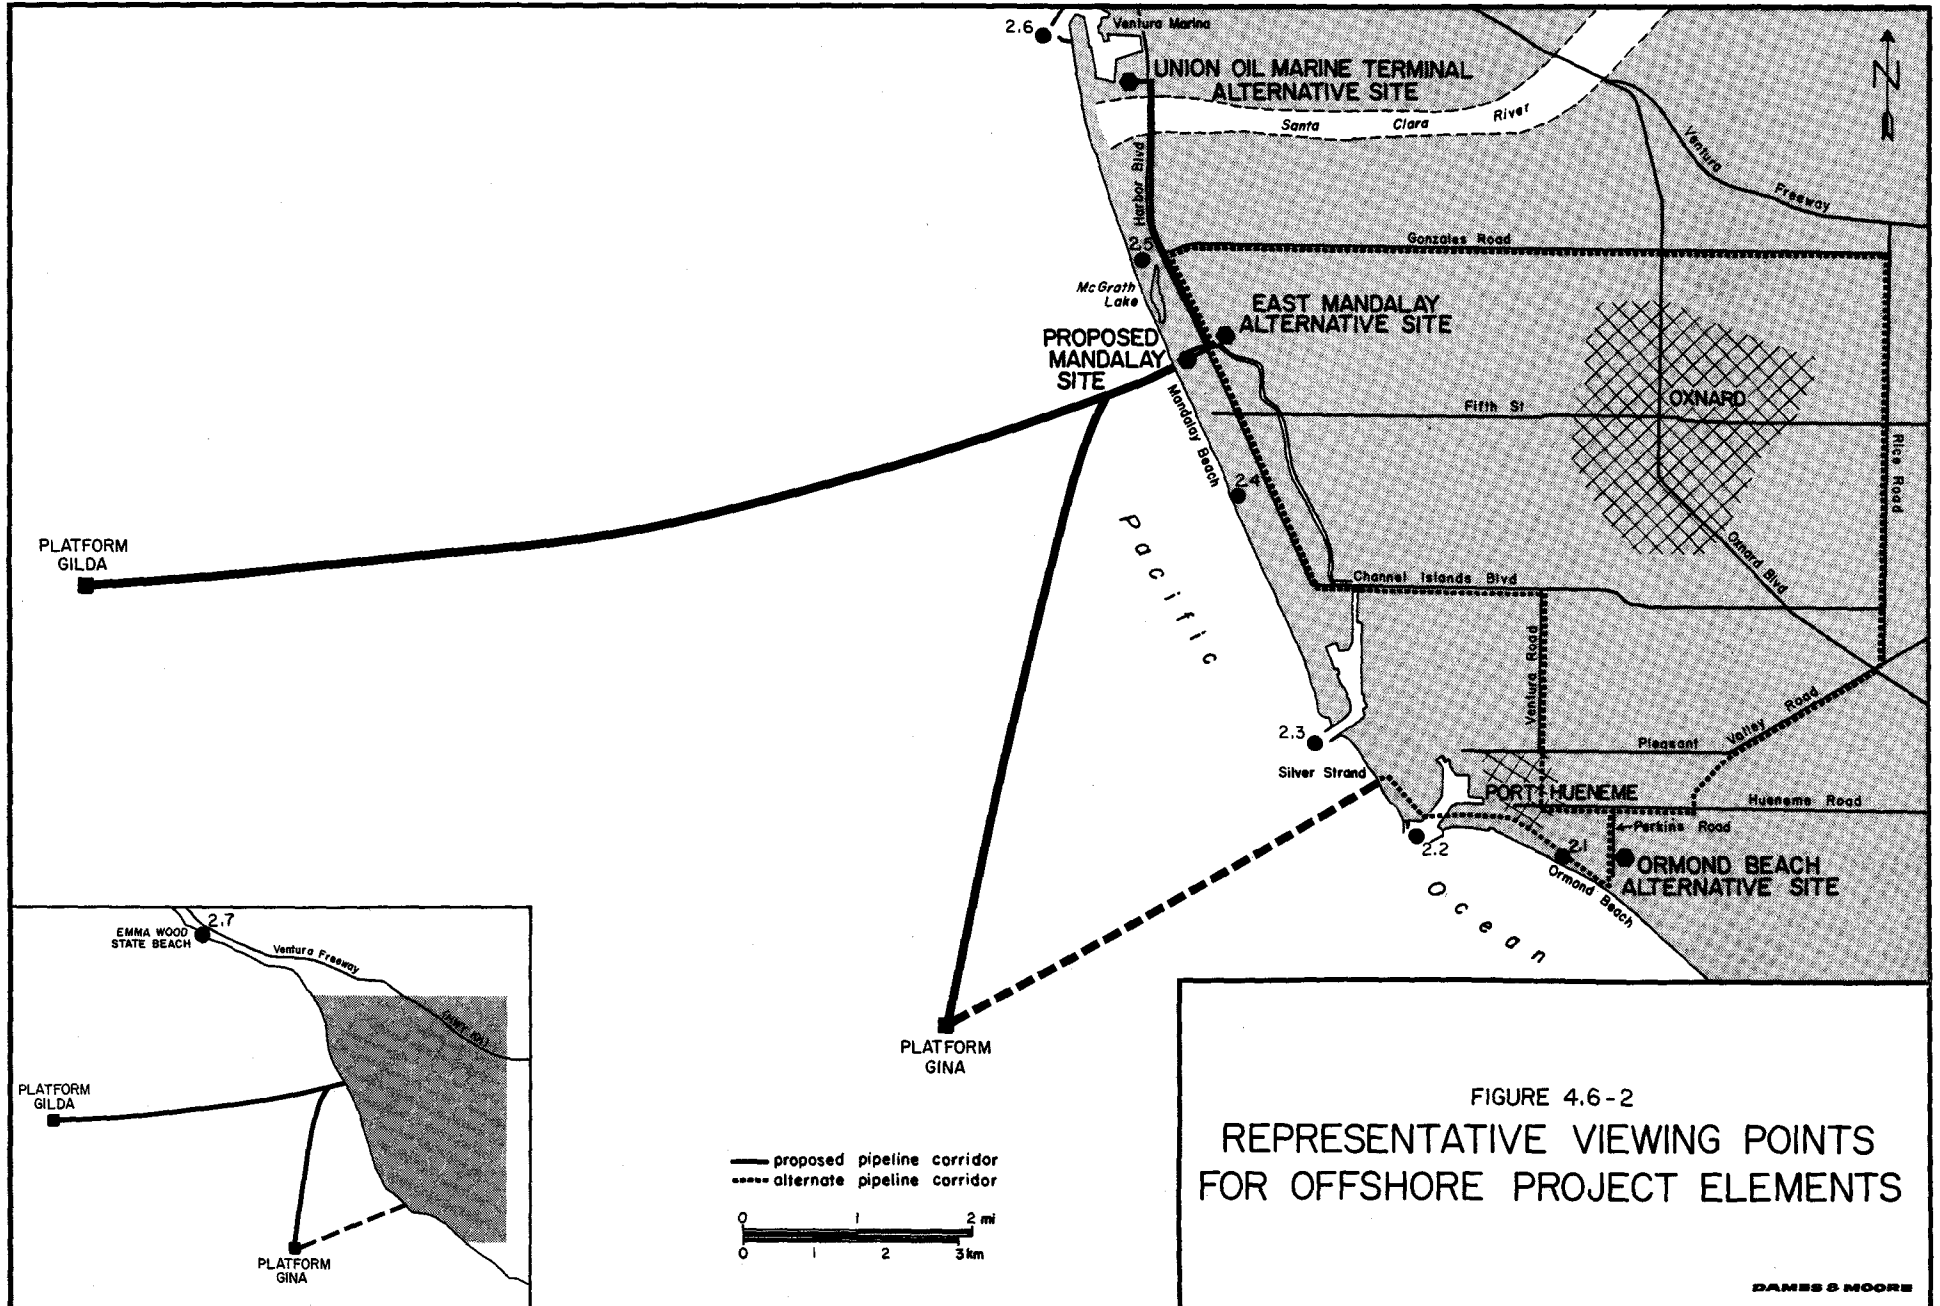 2.6
Ventura Marina
UNION OIL MARINE TERMINAL
ALTERNATIVE SITE
N
Santa Clara River
Harbor Blvd
Ventura Freeway
2.5
Gonzales Road
McGrath
Lake
EAST MANDALAY
ALTERNATIVE SITE
PROPOSED
MANDALAY
SITE
Mandalay Beach
Fifth St
OXNARD
Rice Road
2.4
Pacific
Oxnard Blvd
PLATFORM
GILDA
Channel Islands Blvd
Ventura Road
2.3
Silver Strand
Pleasant Valley Road
PORT HUENEME
Hueneme Road
Perkins Road
2.2
2.1
ORMOND BEACH
ALTERNATIVE SITE
Ormond Beach
Ocean
PLATFORM
GINA
2.7
EMMA WOOD
STATE BEACH
Ventura Freeway
(HWY 101)
PLATFORM
GILDA
PLATFORM
GINA
proposed pipeline corridor
alternate pipeline corridor
0 1 2 mi
0 1 2 3 km
FIGURE 4.6-2
REPRESENTATIVE VIEWING POINTS
FOR OFFSHORE PROJECT ELEMENTS
DAMES & MOORE